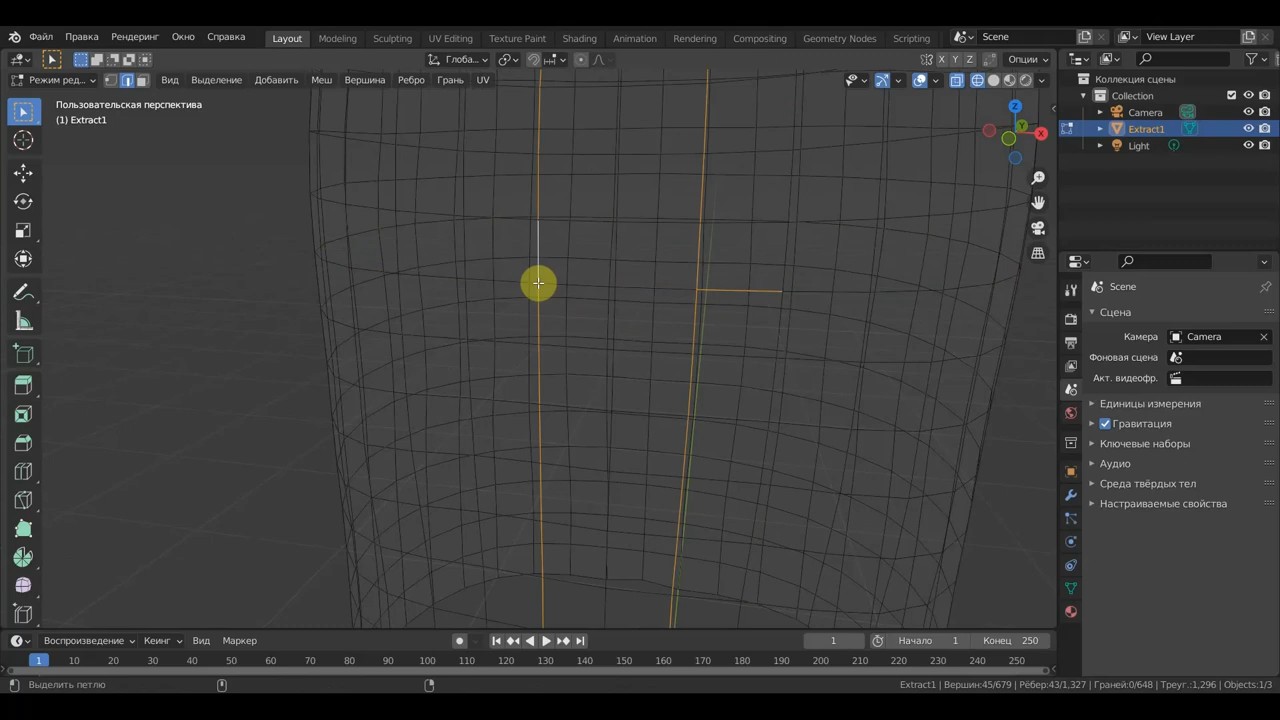 Файл Правка Рендеринг Окно Справка Layout Modeling Sculpting UV Editing Texture Paint Shading Animation Rendering Compositing Geometry Nodes Scripting Scene View Layer
Глоба… X Y Z Опции
Режим ред… Вид Выделение Добавить Меш Вершина Ребро Грань UV
Пользовательская перспектива
(1) Extract1
Z
Y
X
Коллекция сцены
Collection
Camera
Extract1
Light
Scene
Сцена
Камера Camera
Фоновая сцена
Акт. видеофр.
Единицы измерения
Гравитация
Ключевые наборы
Аудио
Среда твёрдых тел
Настраиваемые свойства
Воспроизведение Кеинг Вид Маркер 1 Начало 1 Конец 250
1 10 20 30 40 50 60 70 80 90 100 110 120 130 140 150 160 170 180 190 200 210 220 230 240 250
Выделить петлю Extract1 | Вершин:45/679 | Рёбер:43/1,327 | Граней:0/648 | Треуг.:1,296 | Objects:1/3